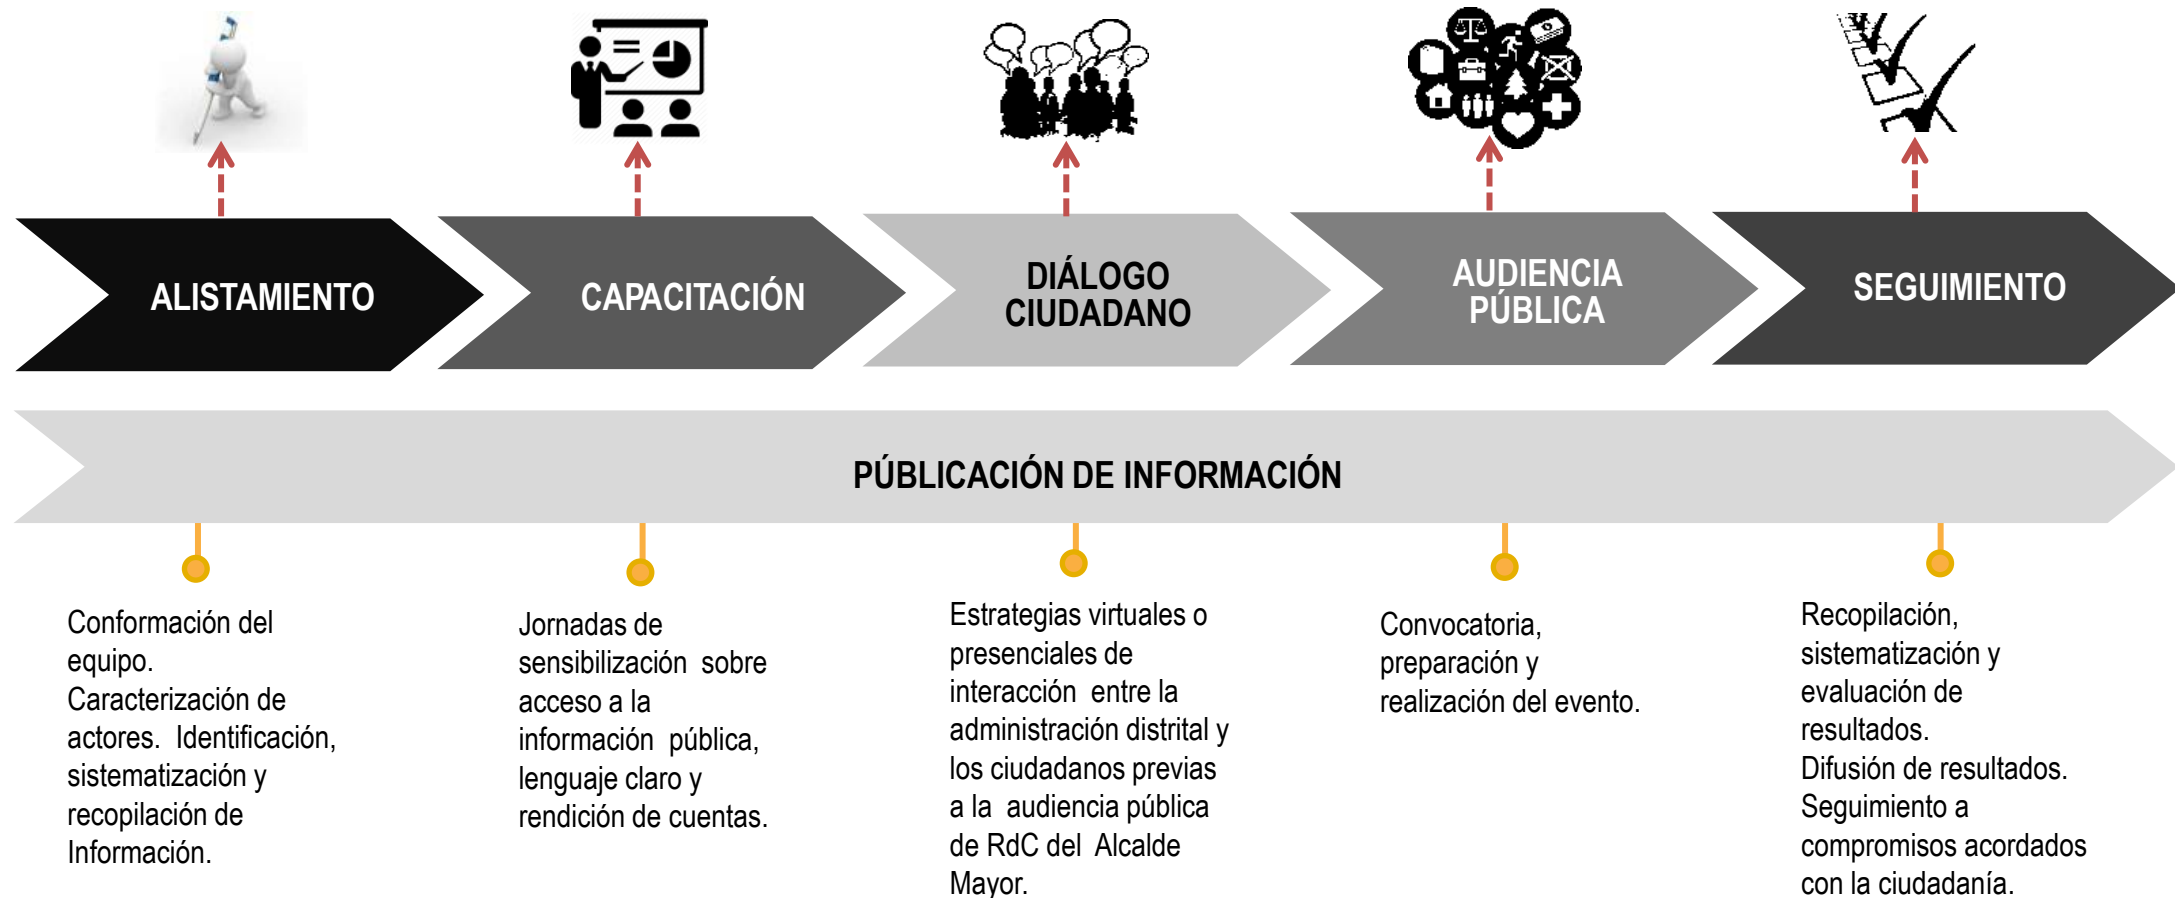 ALISTAMIENTO
CAPACITACIÓN
DIÁLOGO
CIUDADANO
AUDIENCIA
PÚBLICA
SEGUIMIENTO
PÚBLICACIÓN DE INFORMACIÓN
Conformación del
equipo.
Caracterización de
actores. Identificación,
sistematización y
recopilación de
Información.
Jornadas de
sensibilización sobre
acceso a la
información pública,
lenguaje claro y
rendición de cuentas.
Estrategias virtuales o
presenciales de
interacción entre la
administración distrital y
los ciudadanos previas
a la audiencia pública
de RdC del Alcalde
Mayor.
Convocatoria,
preparación y
realización del evento.
Recopilación,
sistematización y
evaluación de
resultados.
Difusión de resultados.
Seguimiento a
compromisos acordados
con la ciudadanía.